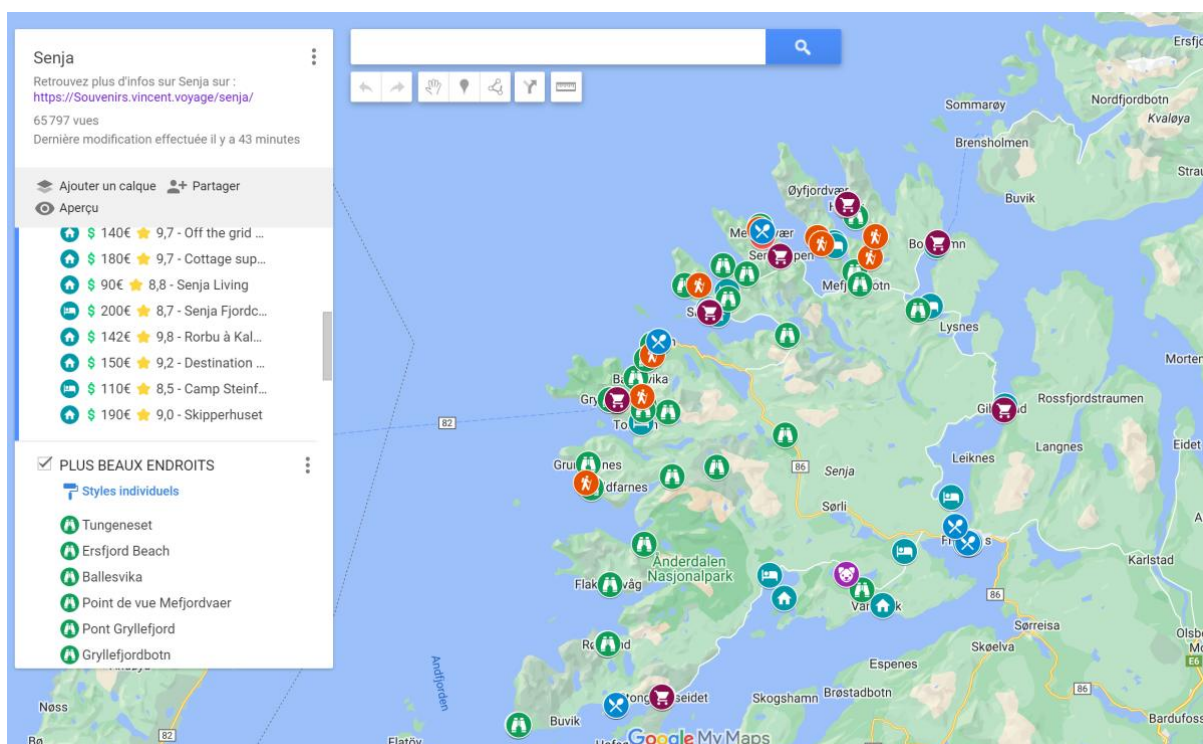 Senja
Retrouvez plus d'infos sur Senja sur :
https://Souvenirs.vincent.voyage/senja/
65 797 vues
Dernière modification effectuée il y a 43 minutes
Ajouter un calque
Partager
Aperçu
$ 140€ 9,7 - Off the grid ...
$ 180€ 9,7 - Cottage sup...
$ 90€ 8,8 - Senja Living
$ 200€ 8,7 - Senja Fjordc...
$ 142€ 9,8 - Rorbu à Kal...
$ 150€ 9,2 - Destination ...
$ 110€ 8,5 - Camp Steinf...
$ 190€ 9,0 - Skipperhuset
PLUS BEAUX ENDROITS
Styles individuels
Tungeneset
Ersfjord Beach
Ballesvika
Point de vue Mefjordvaer
Pont Gryllefjord
Gryllefjordbotn
Nøss
82
Flatøy
Andfjorden
82
Sommarøy
Nordfjordbotn
Kvaløya
Brensholmen
Buvik
Øyfjordvær
Lysnes
Rossfjordstraumen
Langnes
Leiknes
86
Senja
Sørli
Ånderdalen
Nasjonalpark
Karlstad
86
Sørreisa
Skøelva
E6
Espenes
86
Skogshamn
Brøstadbotn
Buvik
Bardufoss
Google My Maps